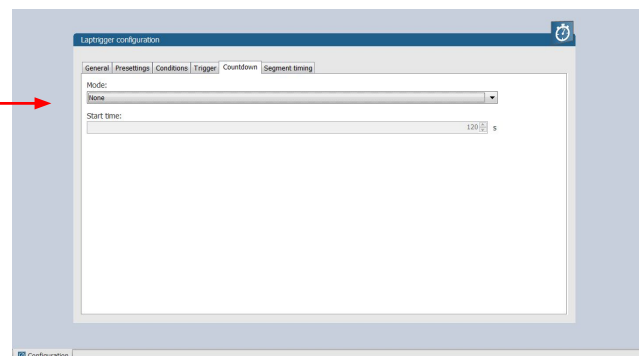 Laptrigger configuration
General Presettings Conditions Trigger Countdown Segment timing
Mode:
None
Start time:
120 s
Configuration